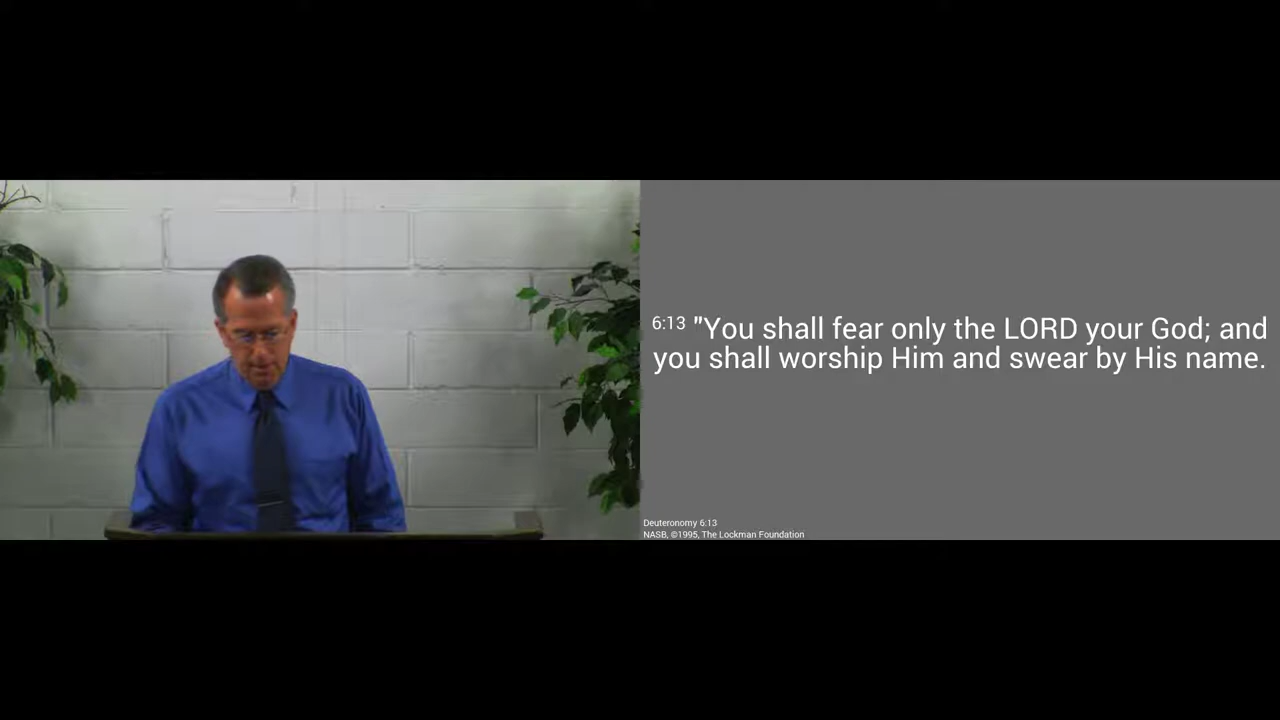 6:13 "You shall fear only the LORD your God; and
you shall worship Him and swear by His name.
Deuteronomy 6:13
NASB, ©1995, The Lockman Foundation